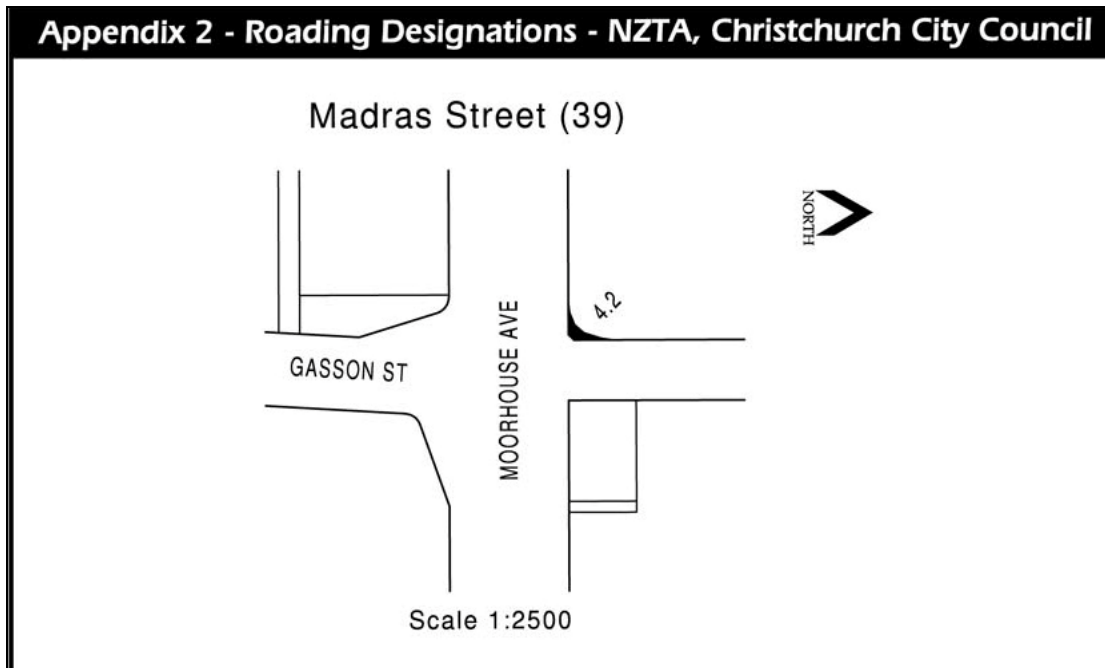 Appendix 2 - Roading Designations - NZTA, Christchurch City Council
Madras Street (39)
NORTH
4.2
GASSON ST
MOORHOUSE AVE
Scale 1:2500